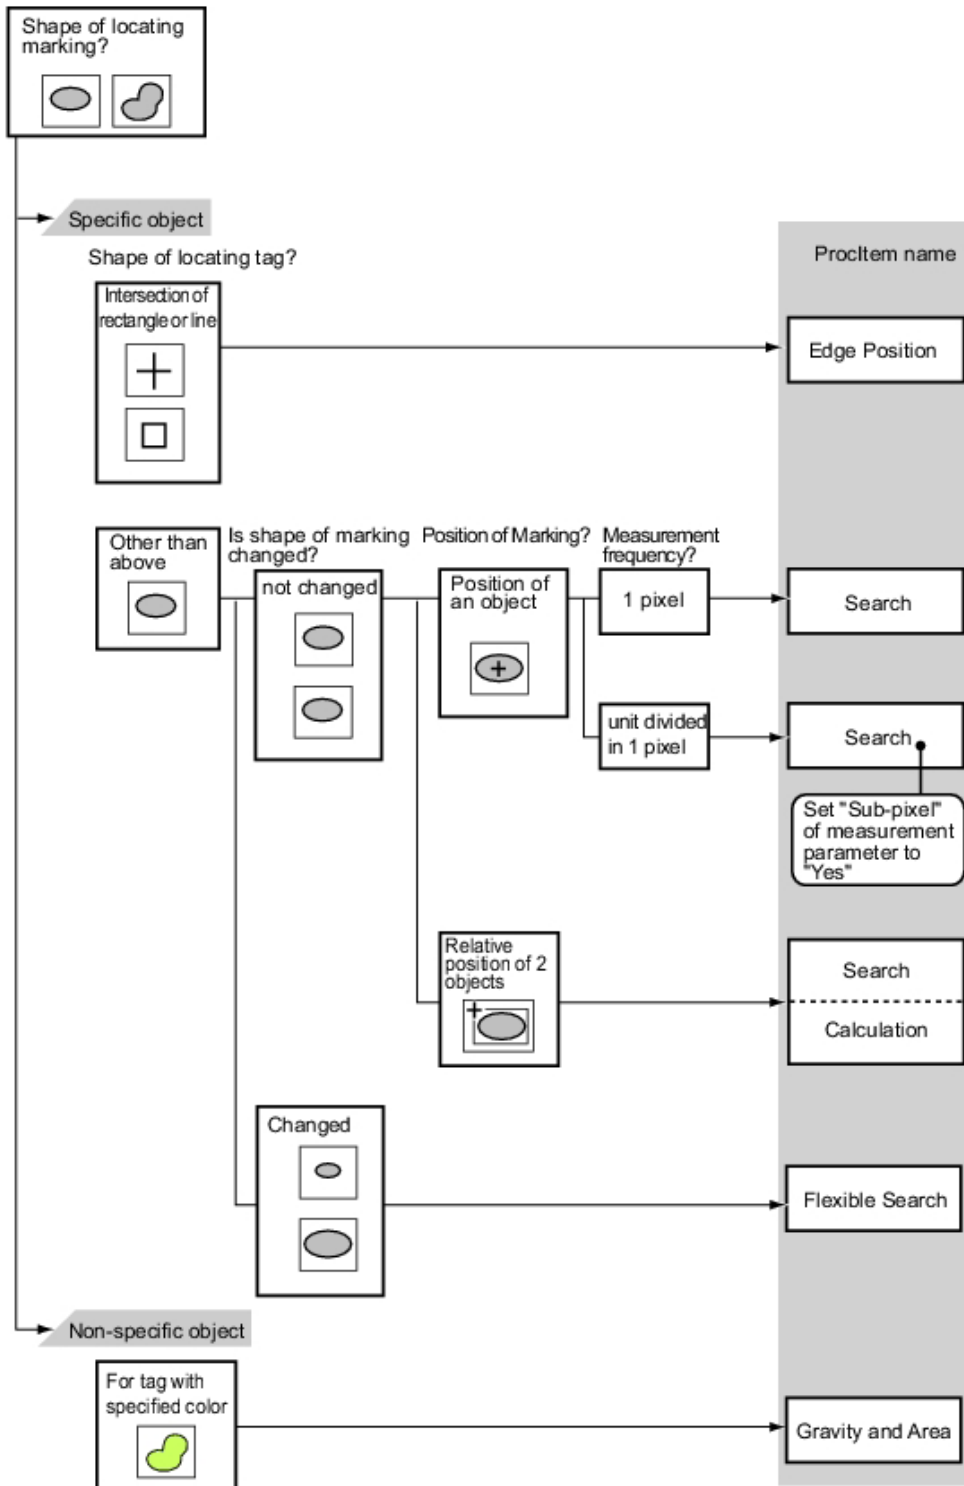 Shape of locating
marking?
Specific object
Shape of locating tag?
ProcItem name
Intersection of
rectangle or line
Edge Position
Other than
above
Is shape of marking
changed?
not changed
Position of Marking?
Position of
an object
Measurement
frequency?
1 pixel
Search
unit divided
in 1 pixel
Search
Set "Sub-pixel"
of measurement
parameter to
"Yes"
Relative
position of 2
objects
Search
Calculation
Changed
Flexible Search
Non-specific object
For tag with
specified color
Gravity and Area